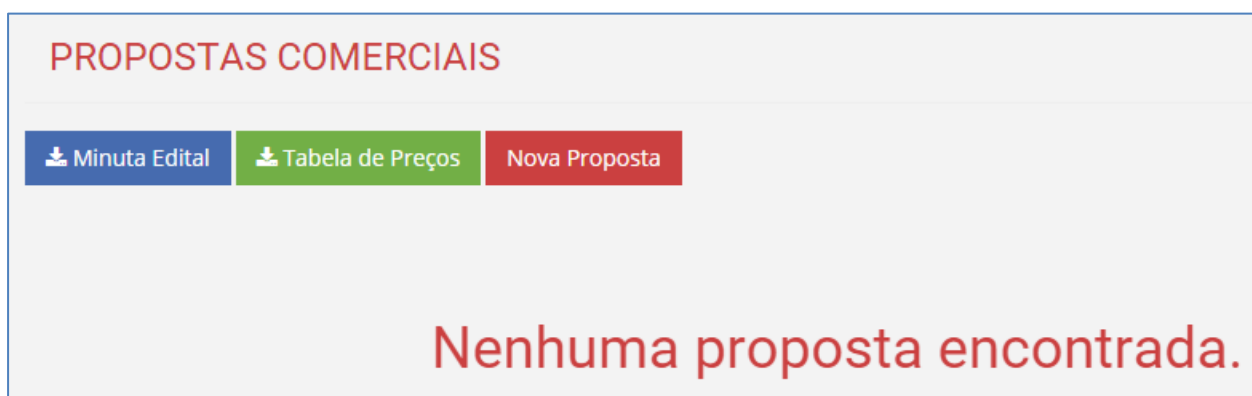 PROPOSTAS COMERCIAIS
Minuta Edital Tabela de Preços Nova Proposta
Nenhuma proposta encontrada.